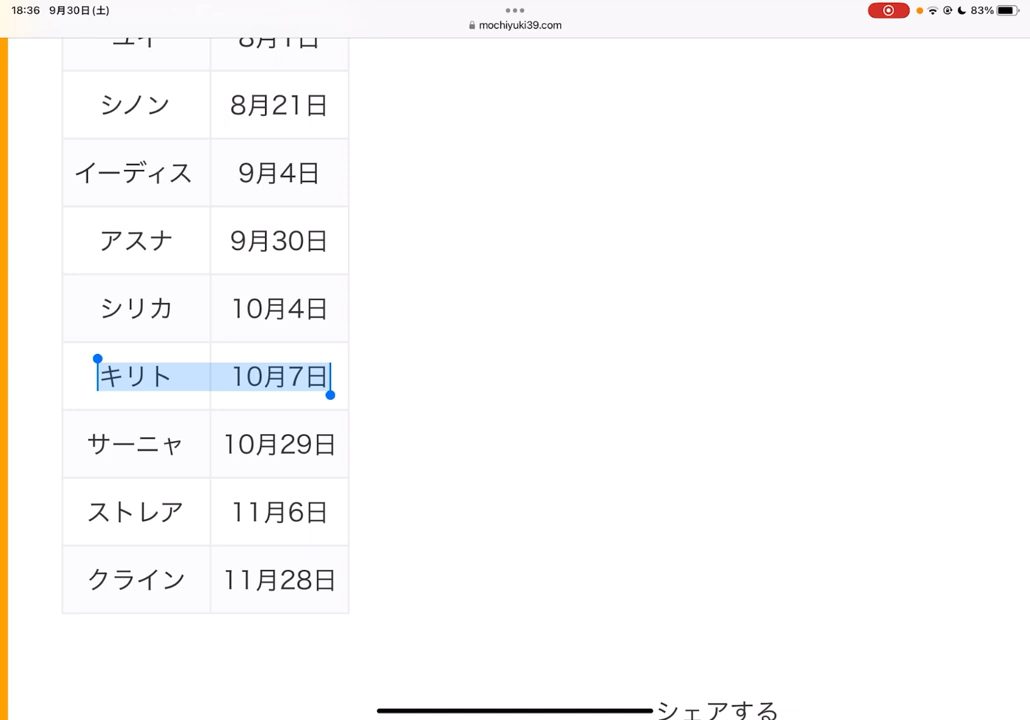 18:36 9月30日(土)
83%
mochiyuki39.com
ユイ 8月1日
シノン 8月21日
イーディス 9月4日
アスナ 9月30日
シリカ 10月4日
キリト 10月7日
サーニャ 10月29日
ストレア 11月6日
クライン 11月28日
シェアする